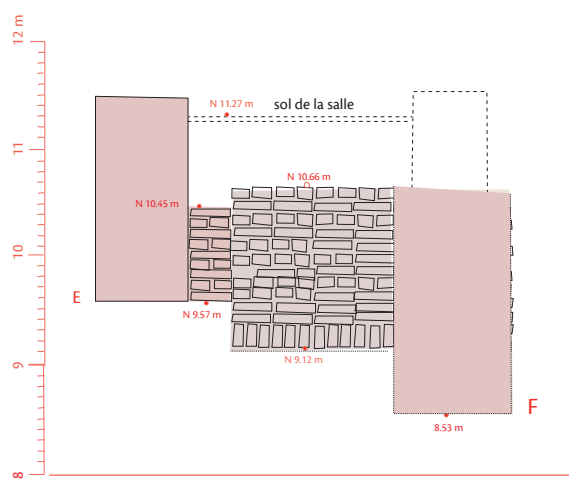 12 m
N 11.27 m
sol de la salle
11
N 10.66 m
N 10.45 m
10
E
N 9.57 m
N 9.12 m
9
F
8.53 m
8